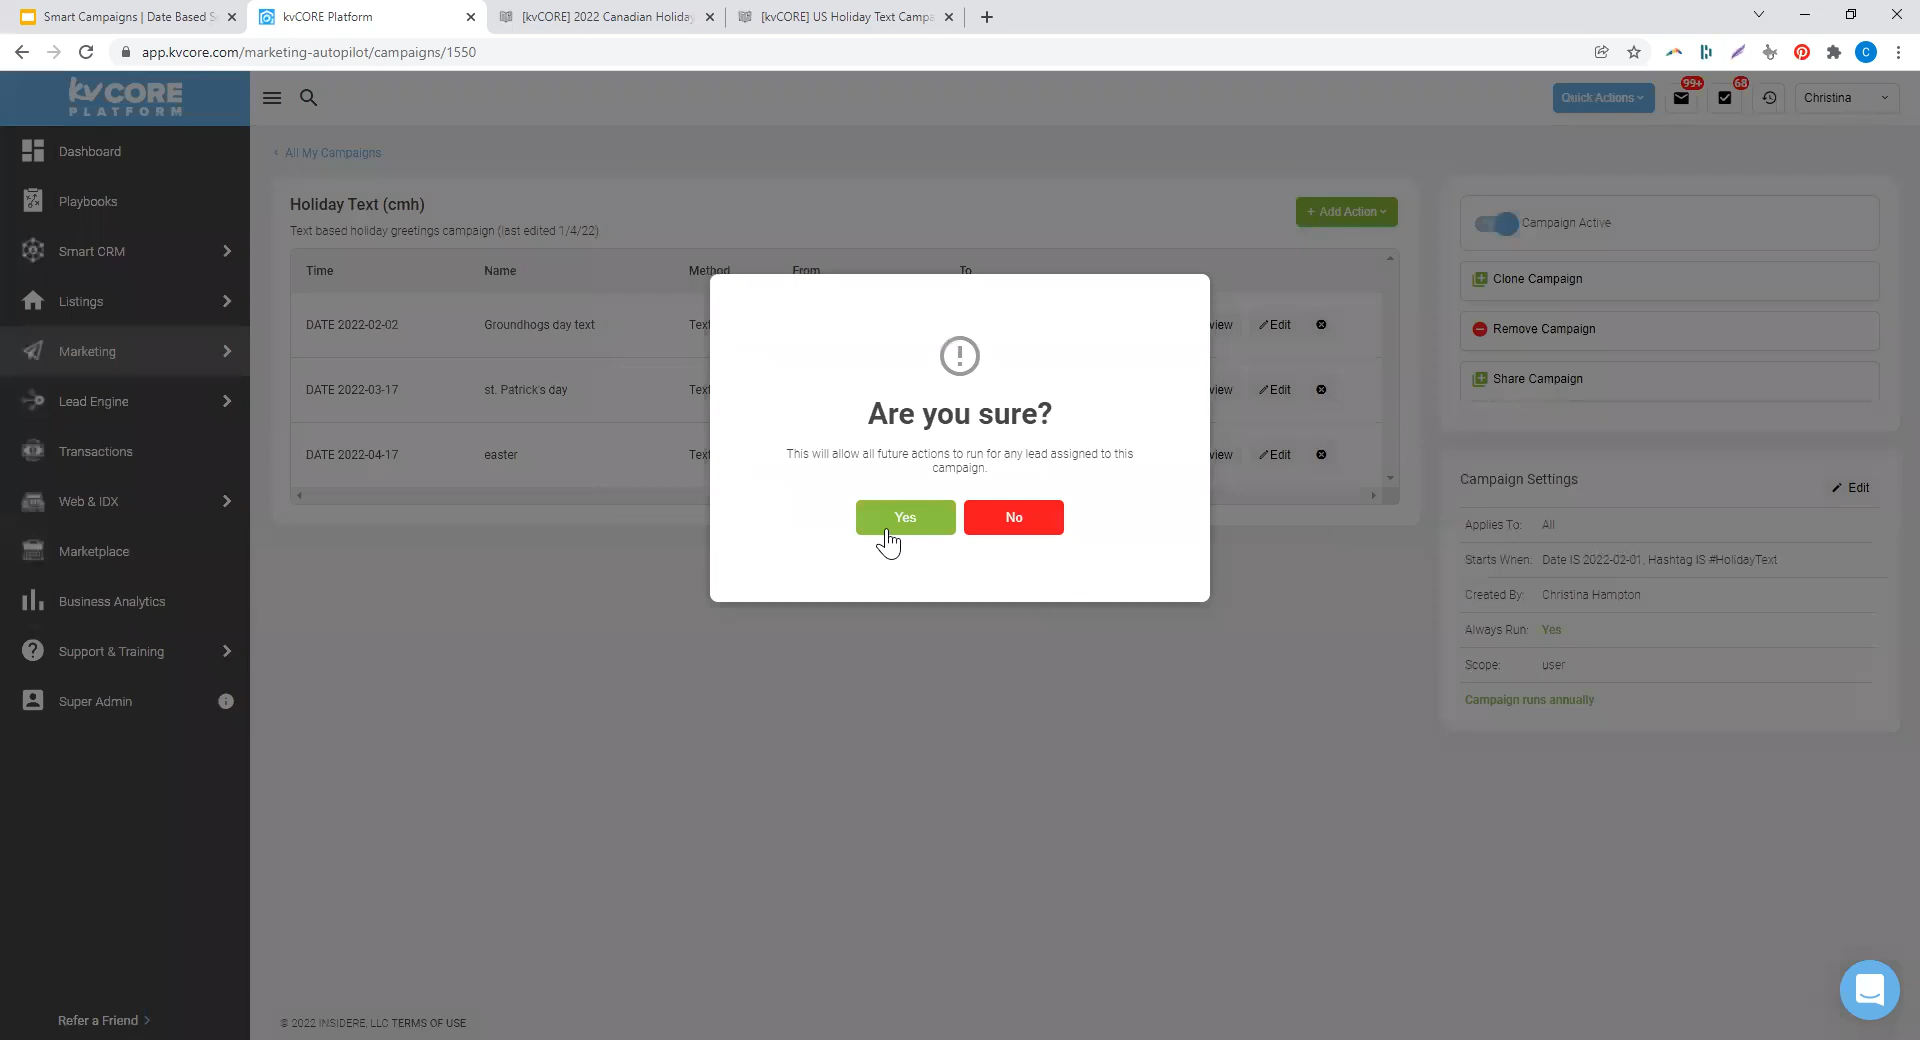 Smart Campaigns | Date Based S
kvCORE Platform
[kvCORE] 2022 Canadian Holiday
[kvCORE] US Holiday Text Campa
app.kvcore.com/marketing-autopilot/campaigns/1550
C
kvCORE
PLATFORM
Quick Actions
99+
68
Christina
Dashboard
Playbooks
Smart CRM
Listings
Marketing
Lead Engine
Transactions
Web & IDX
Marketplace
Business Analytics
Support & Training
Super Admin
Refer a Friend
All My Campaigns
Holiday Text (cmh)
Text based holiday greetings campaign (last edited 1/4/22)
+ Add Action
Time Name Method From To
DATE 2022-02-02 Groundhogs day text Text view Edit
DATE 2022-03-17 st. Patrick's day Text view Edit
DATE 2022-04-17 easter Text view Edit
Are you sure?
This will allow all future actions to run for any lead assigned to this
campaign.
Yes No
Campaign Active
Clone Campaign
Remove Campaign
Share Campaign
Campaign Settings
Edit
Applies To: All
Starts When: Date IS 2022-02-01, Hashtag IS #HolidayText
Created By: Christina Hampton
Always Run: Yes
Scope: user
Campaign runs annually
© 2022 INSIDERE, LLC TERMS OF USE